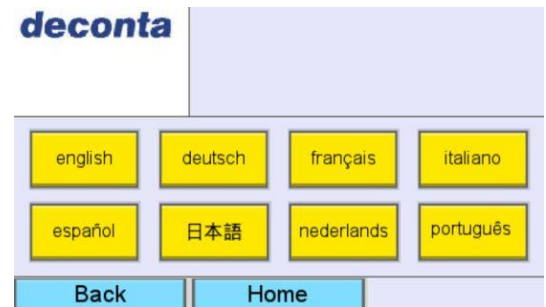 deconta
english deutsch français italiano
español 日本語 nederlands português
Back Home